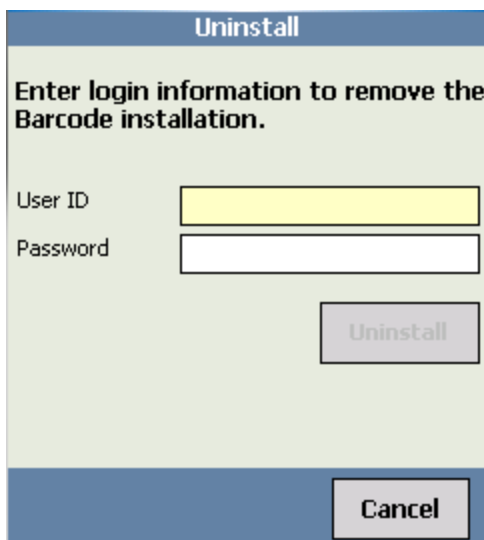 Uninstall
Enter login information to remove the
Barcode installation.
User ID
Password
Uninstall
Cancel